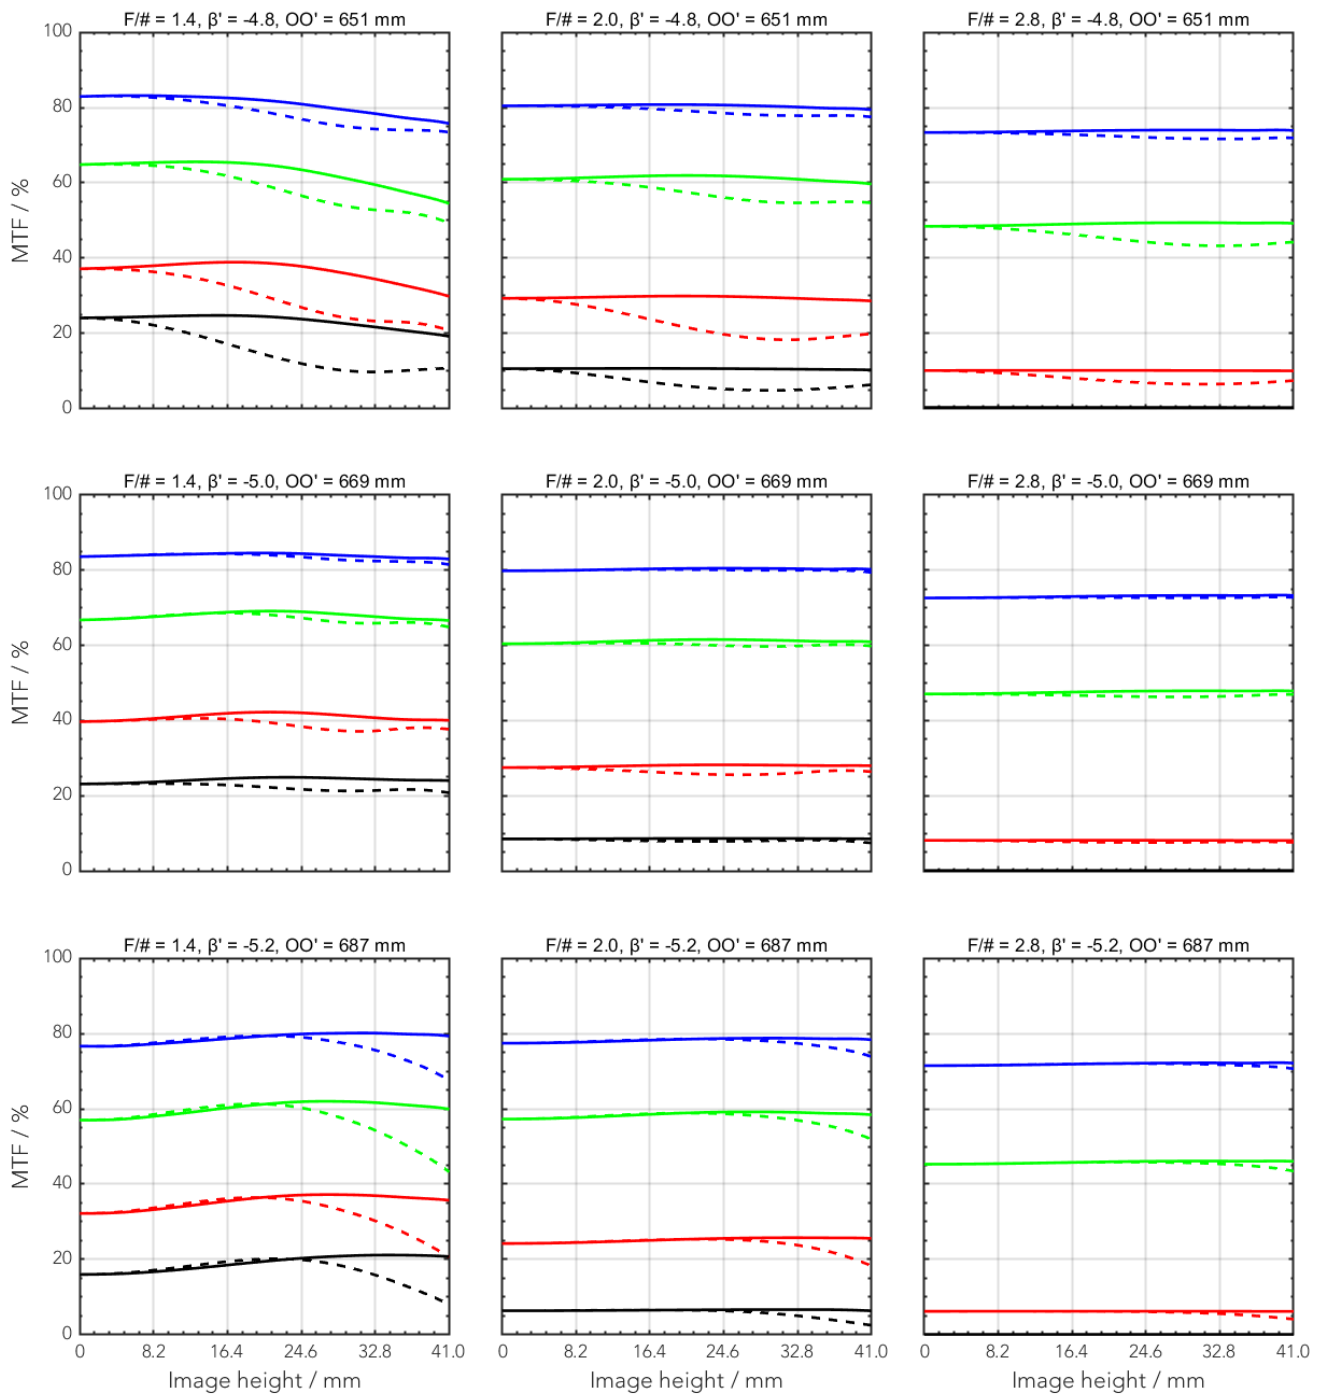 F/# = 1.4, β' = -4.8, OO' = 651 mm
F/# = 2.0, β' = -4.8, OO' = 651 mm
F/# = 2.8, β' = -4.8, OO' = 651 mm
100
80
60
40
20
0
MTF / %
F/# = 1.4, β' = -5.0, OO' = 669 mm
F/# = 2.0, β' = -5.0, OO' = 669 mm
F/# = 2.8, β' = -5.0, OO' = 669 mm
100
80
60
40
20
0
MTF / %
F/# = 1.4, β' = -5.2, OO' = 687 mm
F/# = 2.0, β' = -5.2, OO' = 687 mm
F/# = 2.8, β' = -5.2, OO' = 687 mm
100
80
60
40
20
0
MTF / %
0 8.2 16.4 24.6 32.8 41.0
0 8.2 16.4 24.6 32.8 41.0
0 8.2 16.4 24.6 32.8 41.0
Image height / mm
Image height / mm
Image height / mm